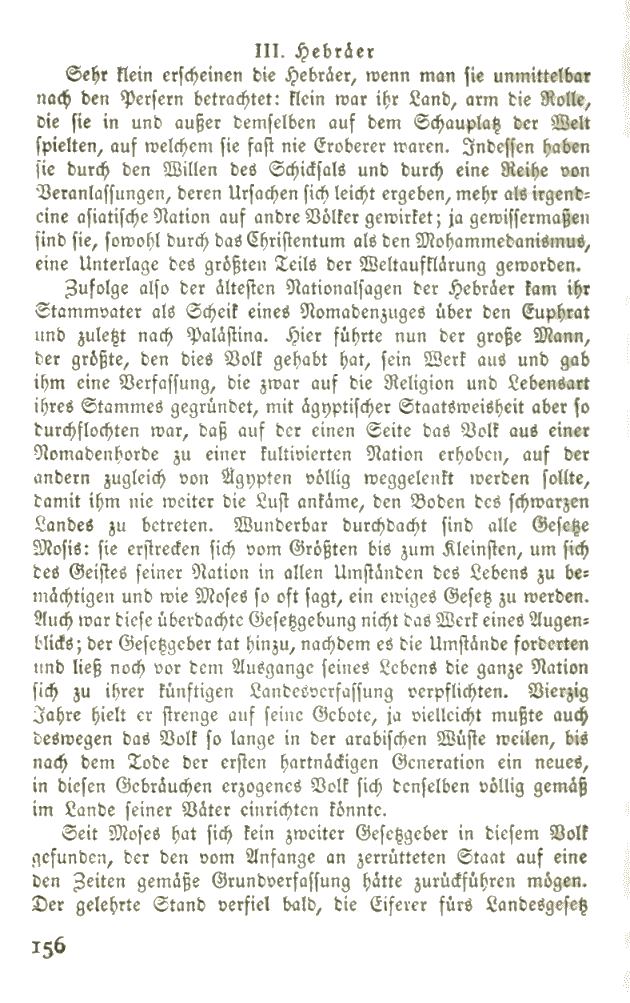 III. Hebräer
Sehr klein erscheinen die Hebräer, wenn man sie unmittelbar
nach den Persern betrachtet: klein war ihr Land, arm die Rolle,
die sie in und außer demselben auf dem Schauplatz der Welt
spielten, auf welchem sie fast nie Eroberer waren. Indessen haben
sie durch den Willen des Schicksals und durch eine Reihe von
Veranlassungen, deren Ursachen sich leicht ergeben, mehr als irgend-
eine asiatische Nation auf andre Völker gewirket; ja gewissermaßen
sind sie, sowohl durch das Christentum als den Mohammedanismus,
eine Unterlage des größten Teils der Weltaufklärung geworden.
Zufolge also der ältesten Nationalsagen der Hebräer kam ihr
Stammvater als Scheik eines Nomadenzuges über den Euphrat
und zuletzt nach Palästina. Hier führte nun der große Mann,
der größte, den dies Volk gehabt hat, sein Werk aus und gab
ihm eine Verfassung, die zwar auf die Religion und Lebensart
ihres Stammes gegründet, mit ägyptischer Staatsweisheit aber so
durchflochten war, daß auf der einen Seite das Volk aus einer
Nomadenhorde zu einer kultivierten Nation erhoben, auf der
andern zugleich von Ägypten völlig weggelenkt werden sollte,
damit ihm nie weiter die Lust ankäme, den Boden des schwarzen
Landes zu betreten. Wunderbar durchdacht sind alle Gesetze
Mosis: sie erstrecken sich vom Größten bis zum Kleinsten, um sich
des Geistes seiner Nation in allen Umständen des Lebens zu be-
mächtigen und wie Moses so oft sagt, ein ewiges Gesetz zu werden.
Auch war diese überdachte Gesetzgebung nicht das Werk eines Augen-
blicks; der Gesetzgeber tat hinzu, nachdem es die Umstände forderten
und ließ noch vor dem Ausgange seines Lebens die ganze Nation
sich zu ihrer künftigen Landesverfassung verpflichten. Vierzig
Jahre hielt er strenge auf seine Gebote, ja vielleicht mußte auch
deswegen das Volk so lange in der arabischen Wüste weilen, bis
nach dem Tode der ersten hartnäckigen Generation ein neues,
in diesen Gebräuchen erzogenes Volk sich denselben völlig gemäß
im Lande seiner Väter einrichten könnte.
Seit Moses hat sich kein zweiter Gesetzgeber in diesem Volk
gefunden, der den vom Anfange an zerrütteten Staat auf eine
den Zeiten gemäße Grundverfassung hätte zurückführen mögen.
Der gelehrte Stand verfiel bald, die Eiferer fürs Landesgesetz
156